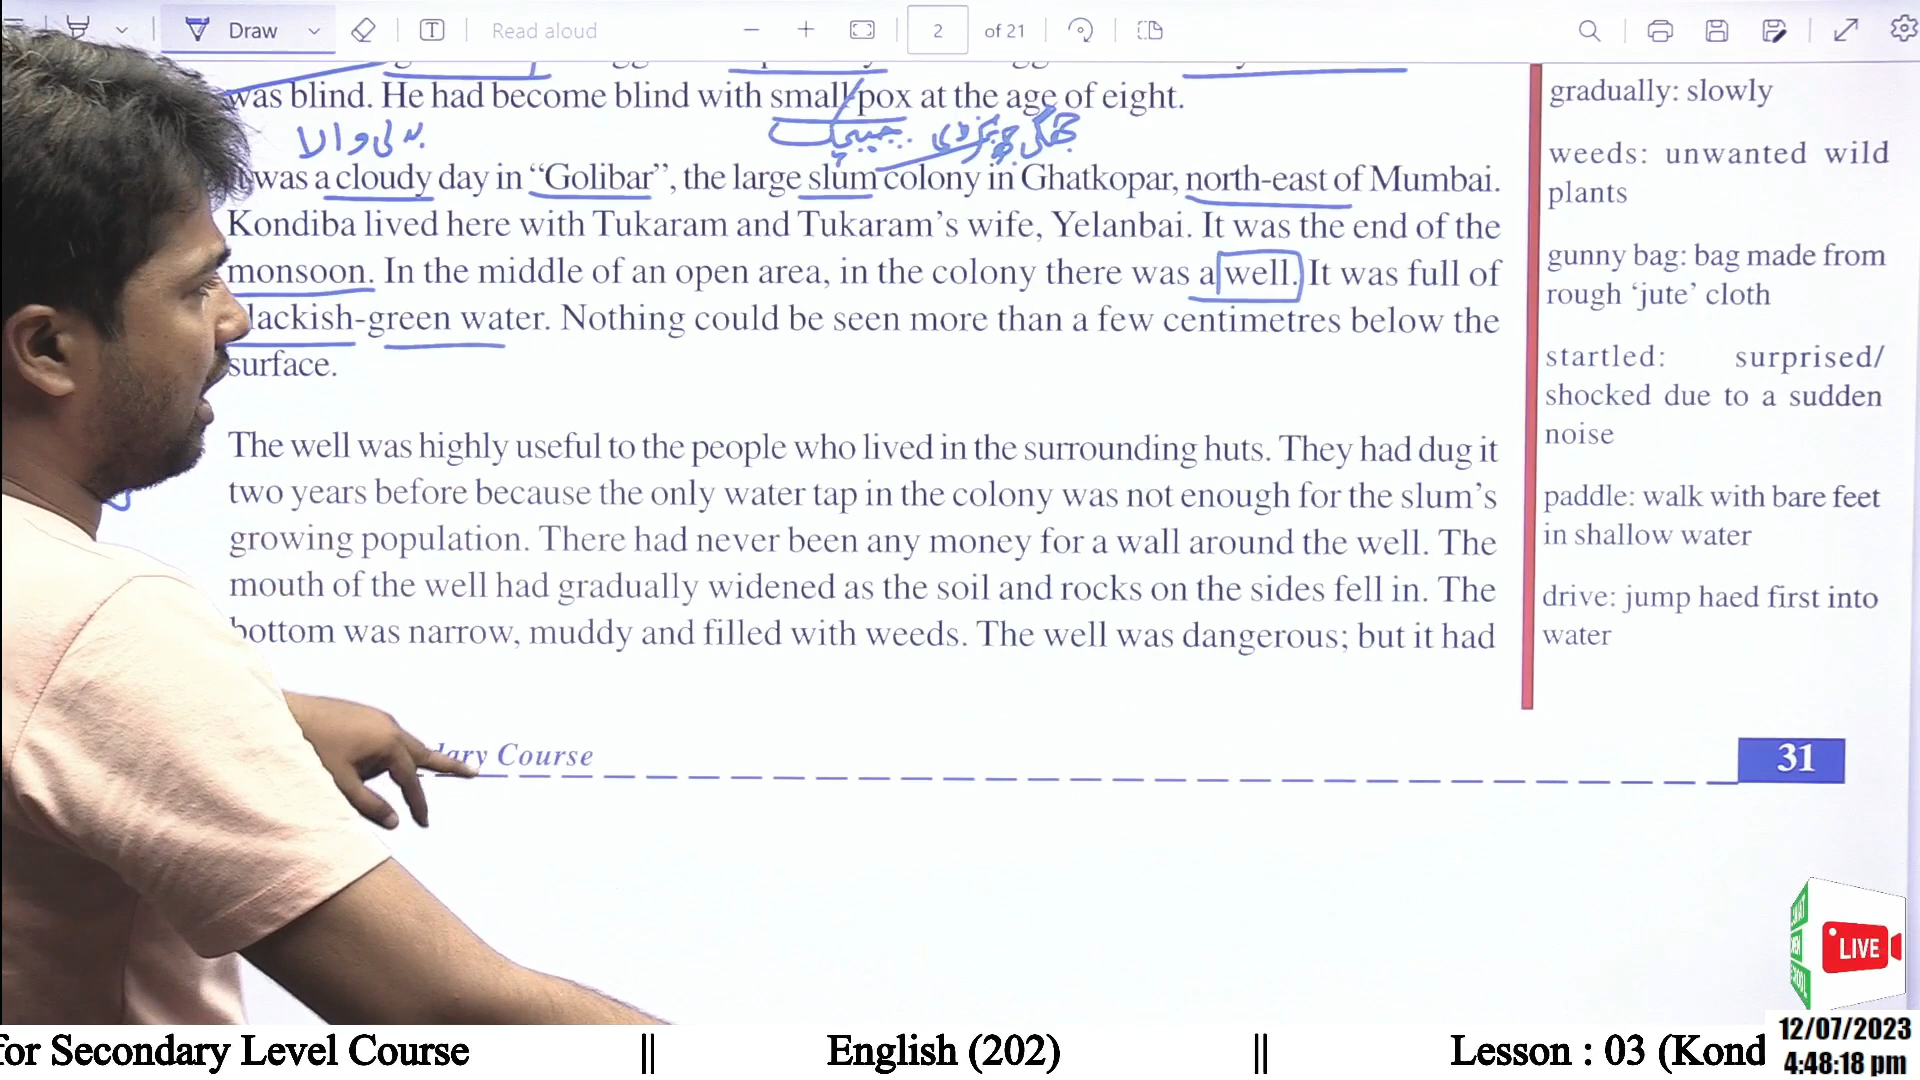 Draw
Read aloud
2 of 21
was blind. He had become blind with small pox at the age of eight.
بدلی والا
چیچک
جھگی جھونپڑی
was a cloudy day in “Golibar”, the large slum colony in Ghatkopar, north-east of Mumbai.
Kondiba lived here with Tukaram and Tukaram’s wife, Yelanbai. It was the end of the
monsoon. In the middle of an open area, in the colony there was a well. It was full of
lackish-green water. Nothing could be seen more than a few centimetres below the
surface.
The well was highly useful to the people who lived in the surrounding huts. They had dug it
two years before because the only water tap in the colony was not enough for the slum’s
growing population. There had never been any money for a wall around the well. The
mouth of the well had gradually widened as the soil and rocks on the sides fell in. The
bottom was narrow, muddy and filled with weeds. The well was dangerous; but it had
gradually: slowly
weeds: unwanted wild
plants
gunny bag: bag made from
rough ‘jute’ cloth
startled: surprised/
shocked due to a sudden
noise
paddle: walk with bare feet
in shallow water
drive: jump haed first into
water
dary Course
31
LIVE
for Secondary Level Course || English (202) || Lesson : 03 (Kond
12/07/2023
4:48:18 pm